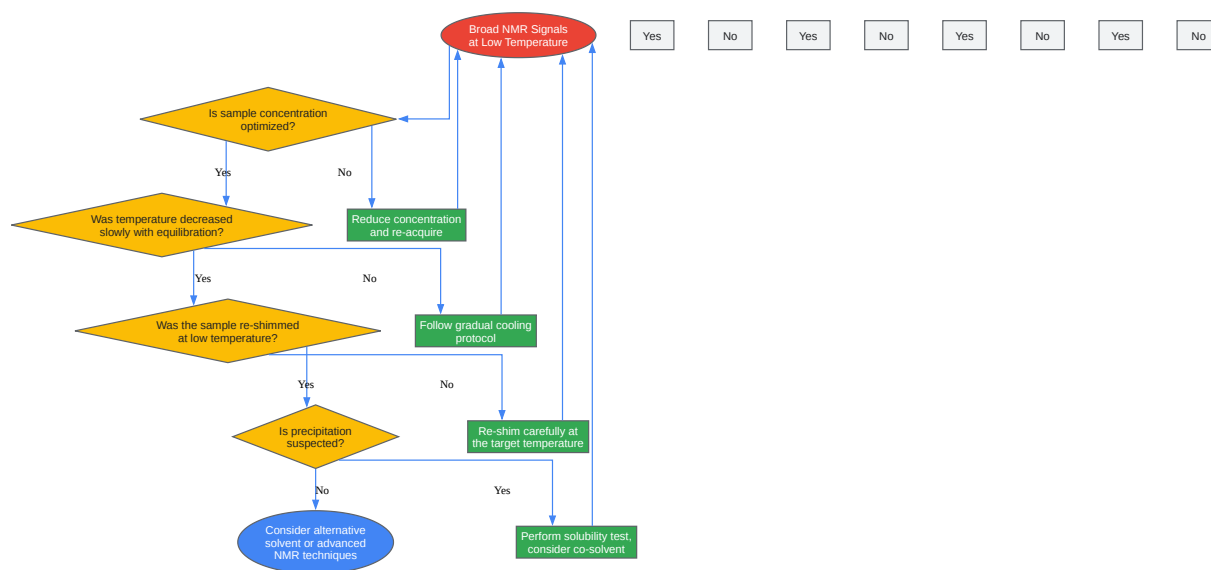 Broad NMR Signals
at Low Temperature
Yes
No
Yes
No
Yes
No
Yes
No
Is sample concentration
optimized?
Yes
No
Was temperature decreased
slowly with equilibration?
Reduce concentration
and re-acquire
Yes
No
Was the sample re-shimmed
at low temperature?
Follow gradual cooling
protocol
Yes
No
Is precipitation
suspected?
Re-shim carefully at
the target temperature
No
Yes
Consider alternative
solvent or advanced
NMR techniques
Perform solubility test,
consider co-solvent